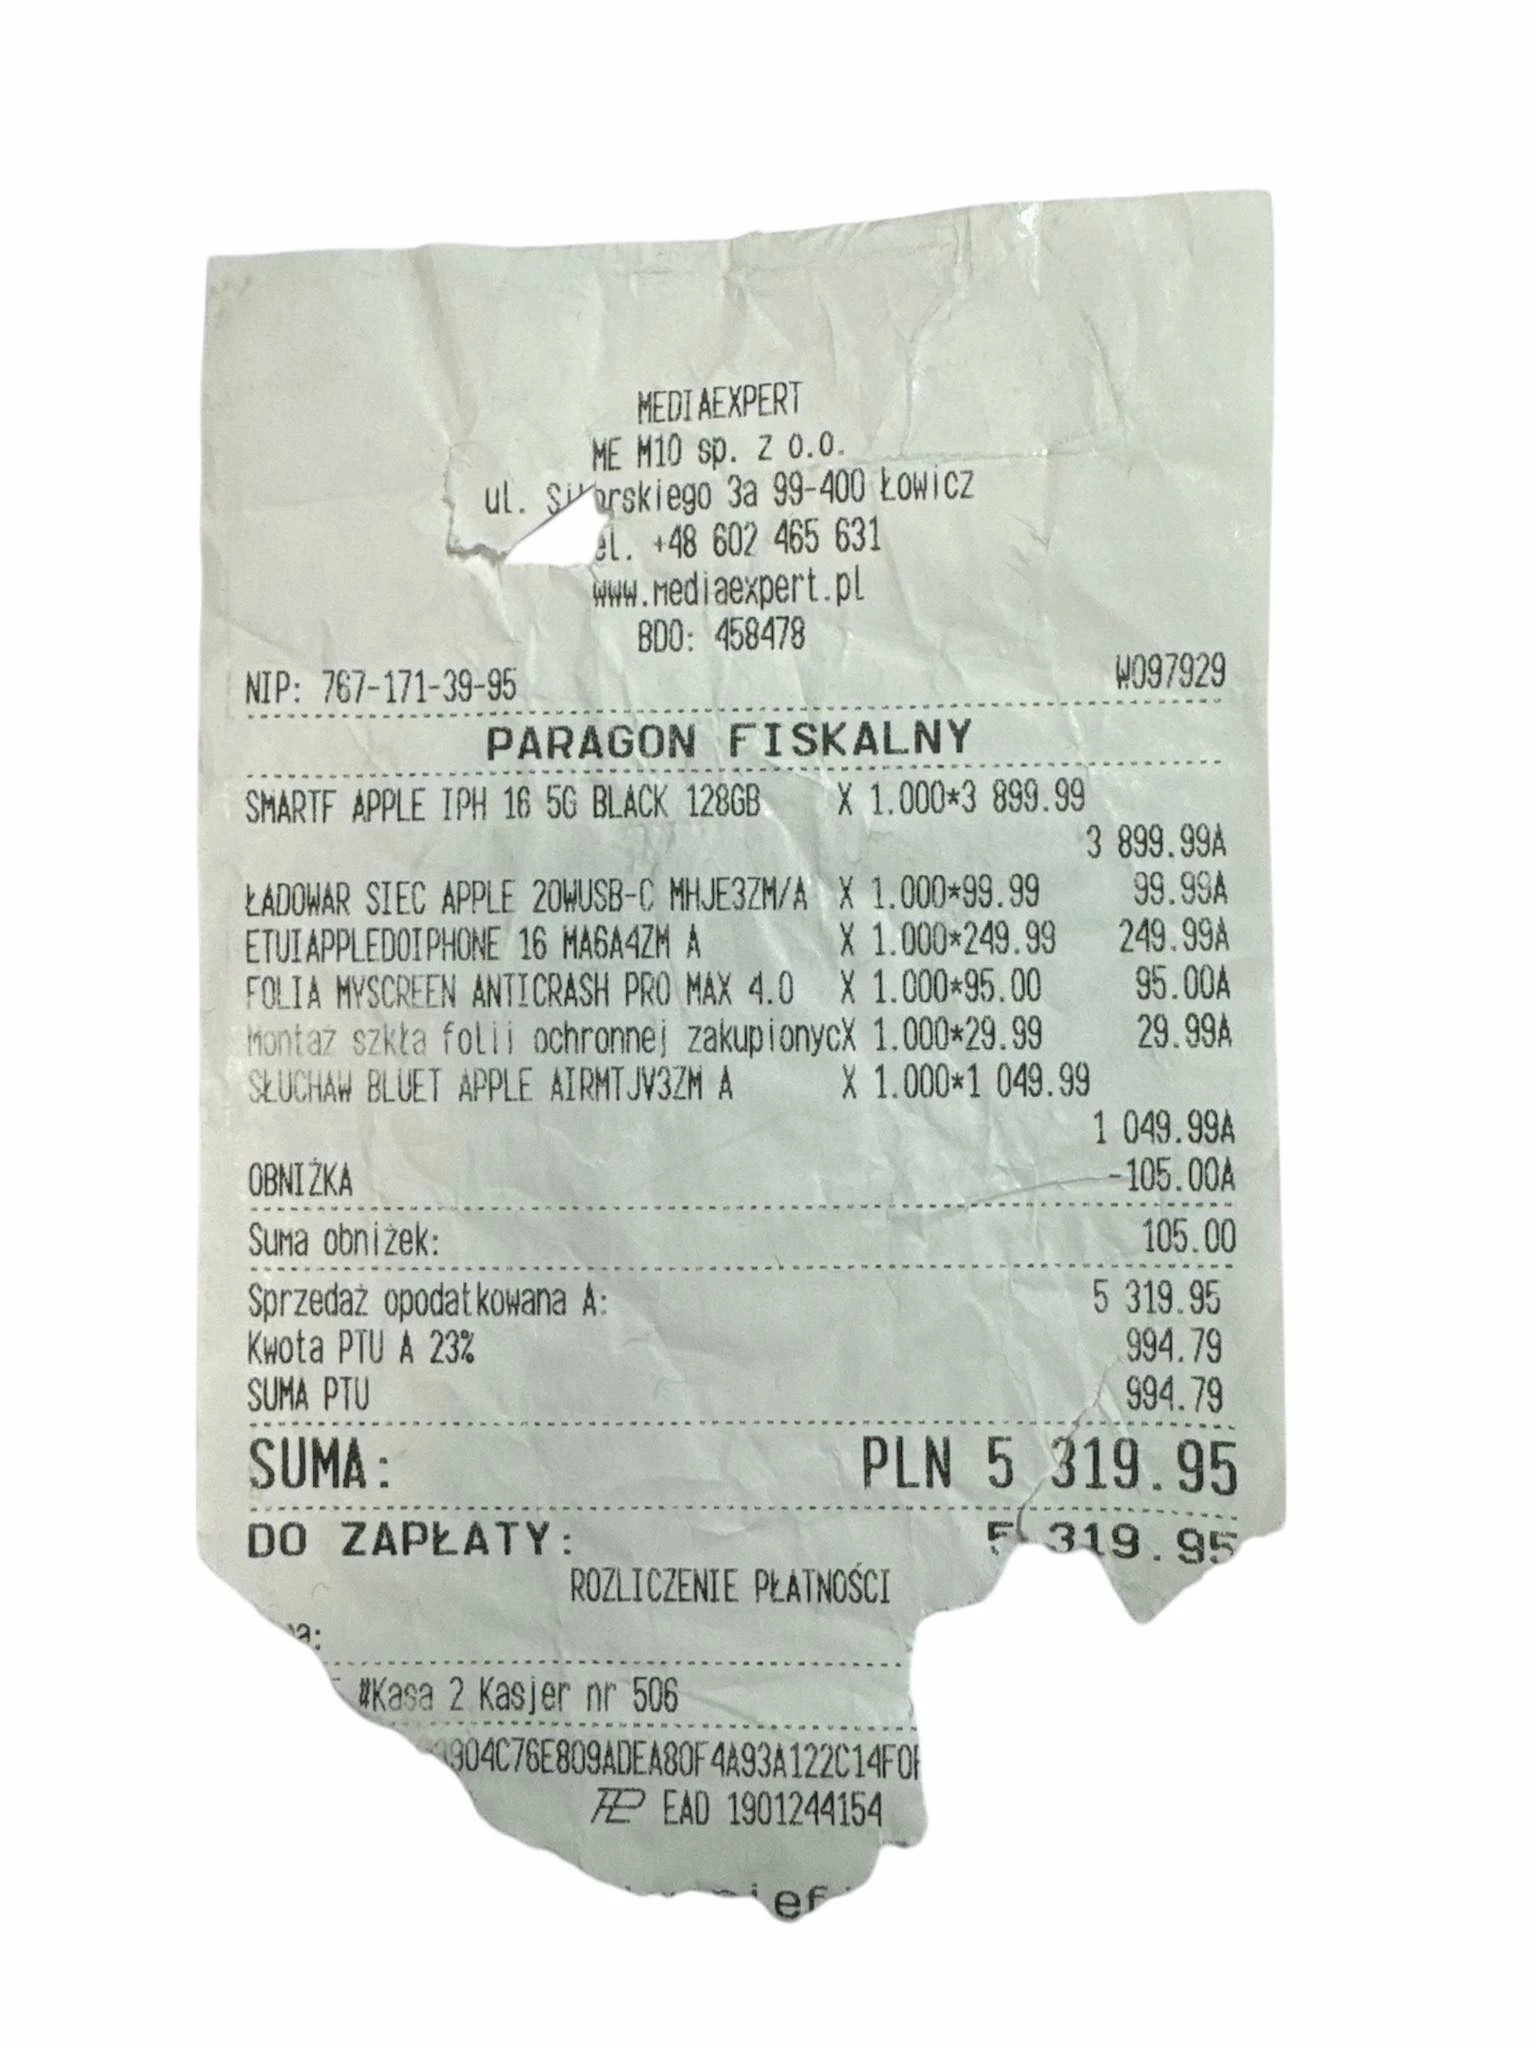 MEDIAEXPERT
ME M10 sp. z o.o.
ul. Sikorskiego 3a 99-400 Łowicz
+48 602 465 631
www.mediaexpert.pl
BDO: 458478
NIP: 767-171-39-95 W097929
PARAGON FISKALNY
SMARTF APPLE IPH 16 5G BLACK 128GB X 1.000*3 899.99
3 899.99A
ŁADOWAR SIEC APPLE 20WUSB-C MHJE3ZM/A X 1.000*99.99 99.99A
ETUIAPPLEDOIPHONE 16 MA6A4ZM A X 1.000*249.99 249.99A
FOLIA MYSCREEN ANTICRASH PRO MAX 4.0 X 1.000*95.00 95.00A
Montaż szkła folii ochronnej zakupionycX 1.000*29.99 29.99A
SŁUCHAW BLUET APPLE AIRMTJV3ZM A X 1.000*1 049.99
1 049.99A
OBNIŻKA -105.00A
Suma obniżek: 105.00
Sprzedaż opodatkowana A: 5 319.95
Kwota PTU A 23% 994.79
SUMA PTU 994.79
SUMA: PLN 5 319.95
DO ZAPŁATY: 5 319.95
ROZLICZENIE PŁATNOŚCI
#Kasa 2 Kasjer nr 506
904C76E809ADEA80F4A93A122C14F0
EAD 1901244154